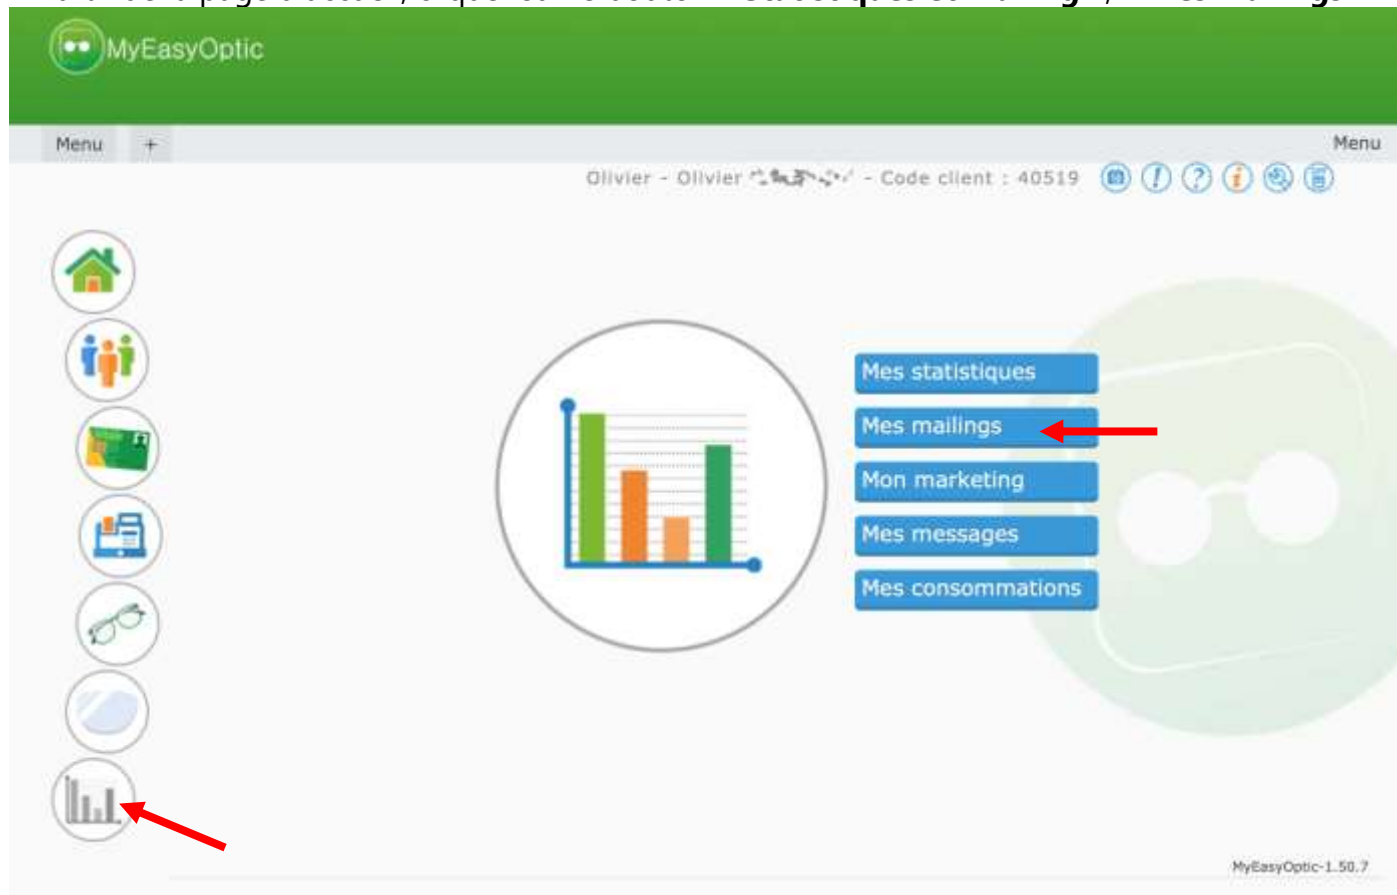 MyEasyOptic
Menu + Menu
Olivier - Olivier - Code client : 40519
Mes statistiques
Mes mailings
Mon marketing
Mes messages
Mes consommations
MyEasyOptic-1.50.7